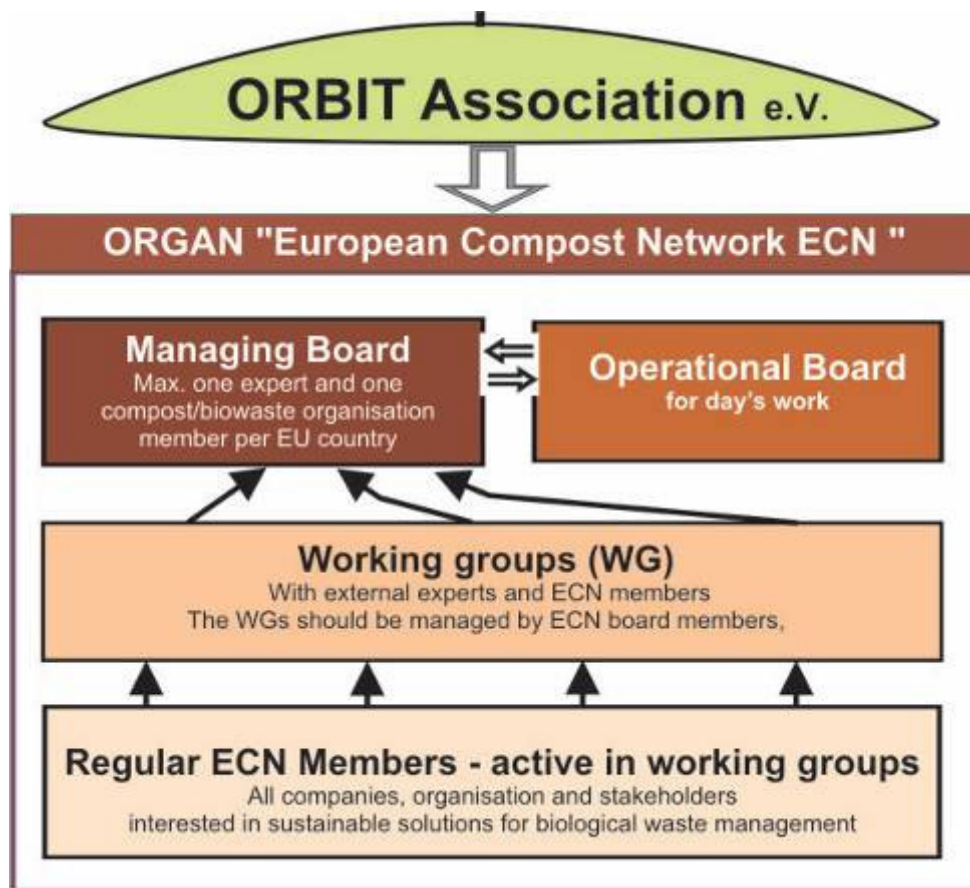 ORBIT Association e.V.
ORGAN "European Compost Network ECN "
Managing Board
Max. one expert and one
compost/biowaste organisation
member per EU country
Operational Board
for day's work
Working groups (WG)
With external experts and ECN members
The WGs should be managed by ECN board members,
Regular ECN Members - active in working groups
All companies, organisation and stakeholders
interested in sustainable solutions for biological waste management